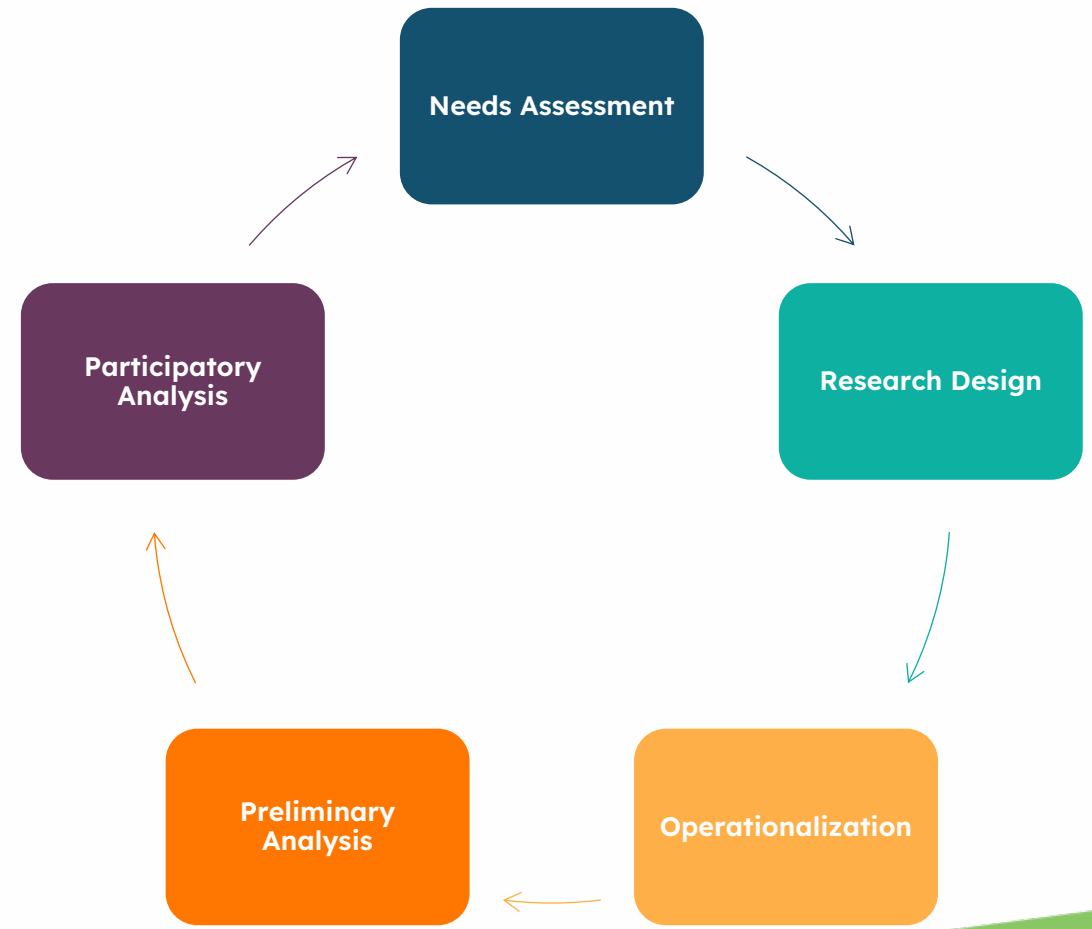 Needs Assessment
Research Design
Operationalization
Preliminary
Analysis
Participatory
Analysis